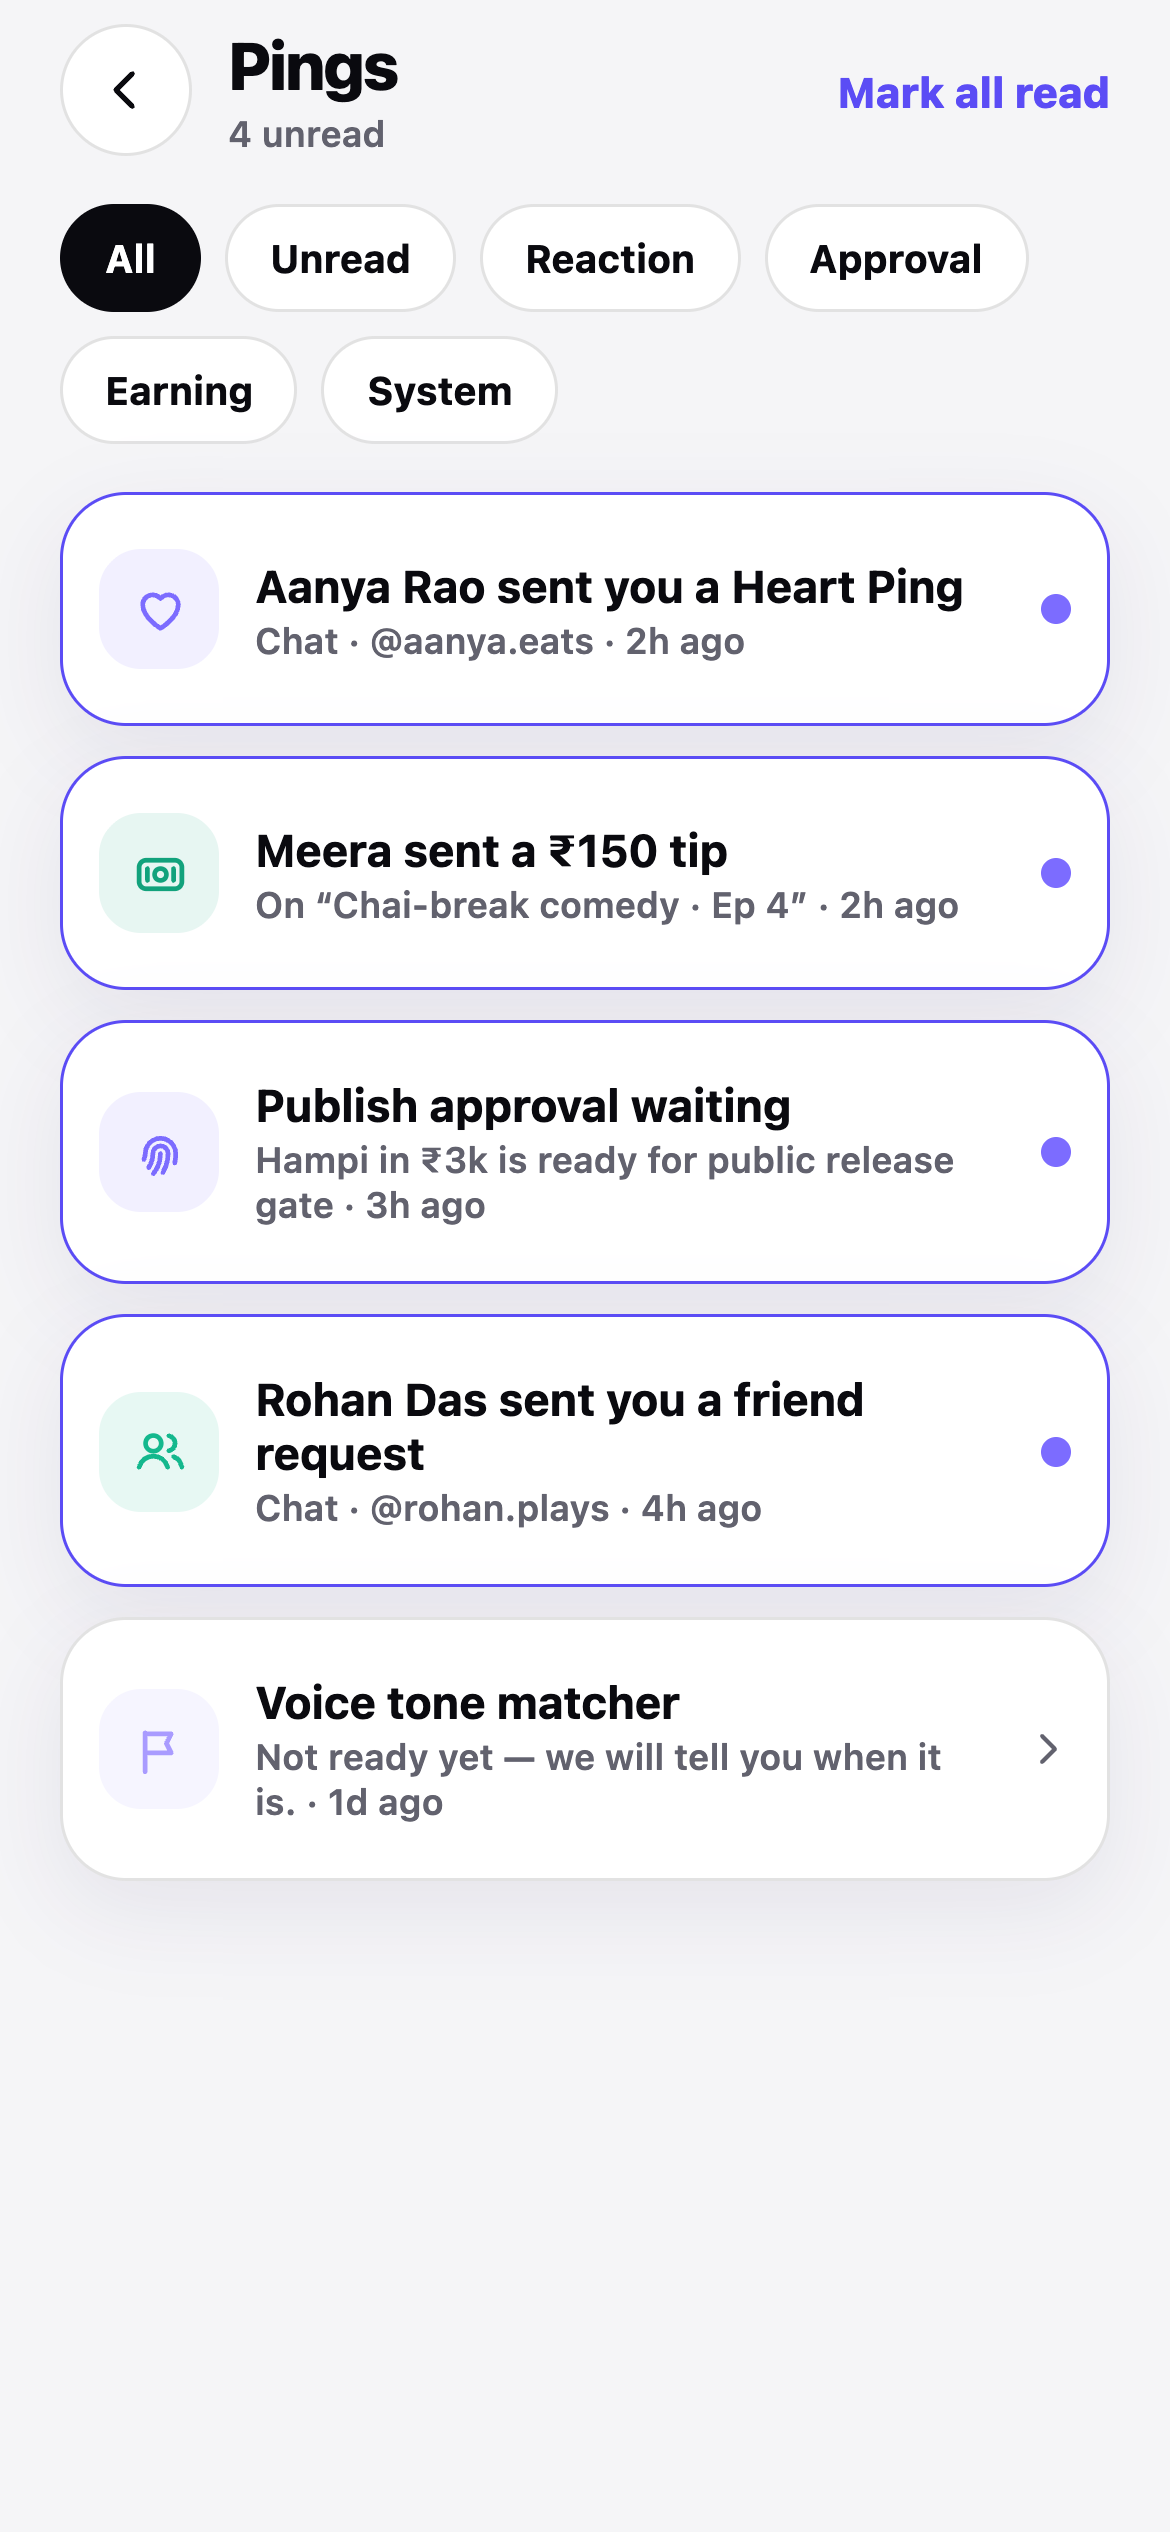 Pings
4 unread
Mark all read
All
Unread
Reaction
Approval
Earning
System
Aanya Rao sent you a Heart Ping
Chat · @aanya.eats · 2h ago
Meera sent a ₹150 tip
On “Chai-break comedy · Ep 4” · 2h ago
Publish approval waiting
Hampi in ₹3k is ready for public release
gate · 3h ago
Rohan Das sent you a friend
request
Chat · @rohan.plays · 4h ago
Voice tone matcher
Not ready yet — we will tell you when it
is. · 1d ago